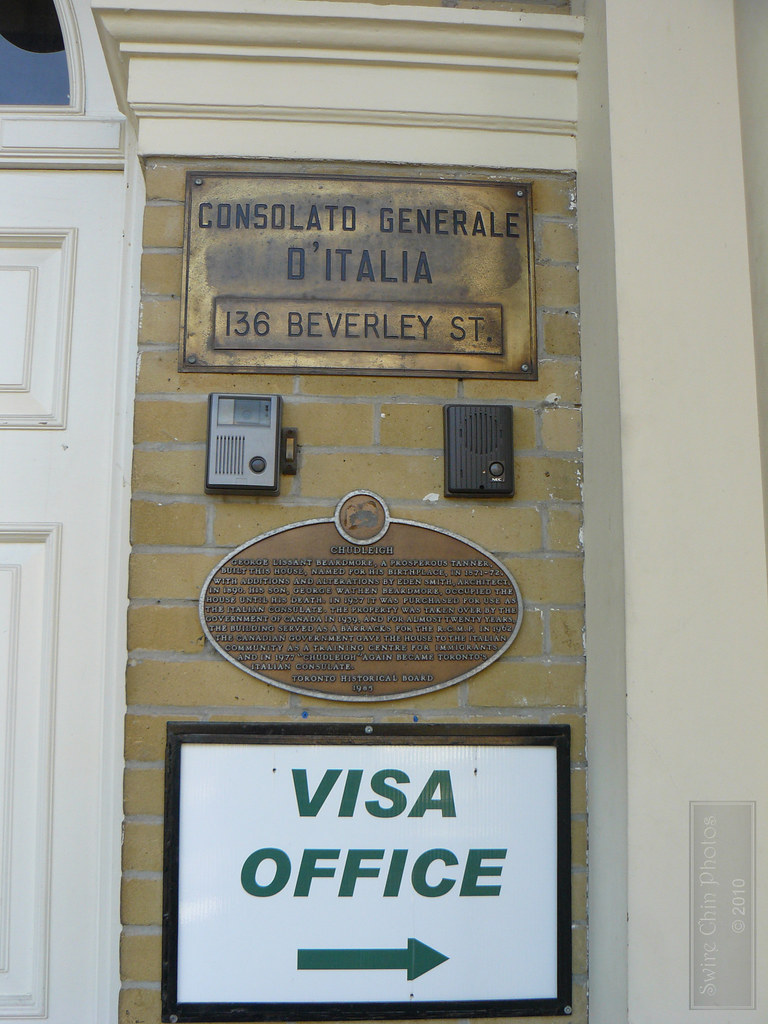 CONSOLATO GENERALE
D'ITALIA
136 BEVERLEY ST.
NEC
CHUDLEIGH
GEORGE LISSANT BEARDMORE, A PROSPEROUS TANNER,
BUILT THIS HOUSE, NAMED FOR HIS BIRTHPLACE, IN 1871-72,
WITH ADDITIONS AND ALTERATIONS BY EDEN SMITH, ARCHITECT,
IN 1890. HIS SON, GEORGE WATHEN BEARDMORE, OCCUPIED THE
HOUSE UNTIL HIS DEATH. IN 1937 IT WAS PURCHASED FOR USE AS
THE ITALIAN CONSULATE. THE PROPERTY WAS TAKEN OVER BY THE
GOVERNMENT OF CANADA IN 1939, AND FOR ALMOST TWENTY YEARS,
THE BUILDING SERVED AS A BARRACKS FOR THE R.C.M.P. IN 1962
THE CANADIAN GOVERNMENT GAVE THE HOUSE TO THE ITALIAN
COMMUNITY AS A TRAINING CENTRE FOR IMMIGRANTS,
AND IN 1977 "CHUDLEIGH" AGAIN BECAME TORONTO'S
ITALIAN CONSULATE.
TORONTO HISTORICAL BOARD
1985
VISA
OFFICE
Swire Chin Photos
© 2010